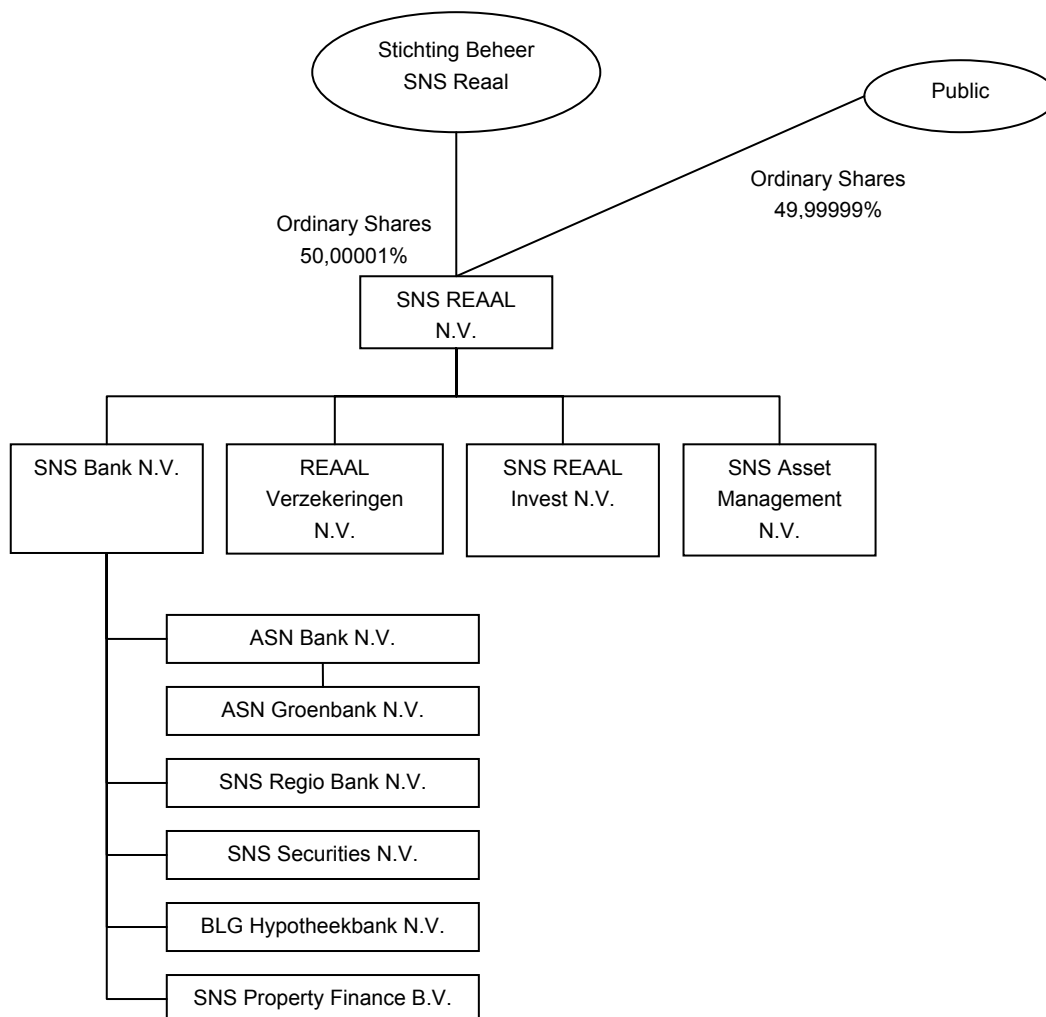 Stichting Beheer
SNS Reaal
Public
Ordinary Shares
49,99999%
Ordinary Shares
50,00001%
SNS REAAL
N.V.
SNS Bank N.V.
REAAL
Verzekeringen
N.V.
SNS REAAL
Invest N.V.
SNS Asset
Management
N.V.
ASN Bank N.V.
ASN Groenbank N.V.
SNS Regio Bank N.V.
SNS Securities N.V.
BLG Hypotheekbank N.V.
SNS Property Finance B.V.